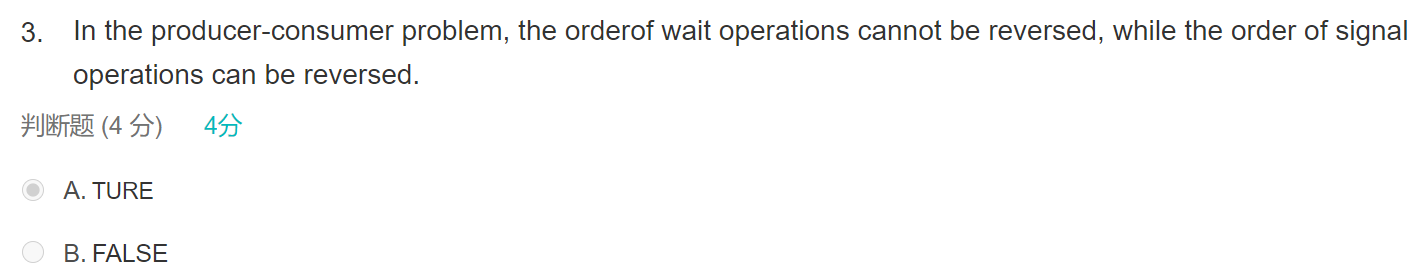 3. In the producer-consumer problem, the orderof wait operations cannot be reversed, while the order of signal
operations can be reversed.
判断题 (4 分) 4分
A. TURE
B. FALSE